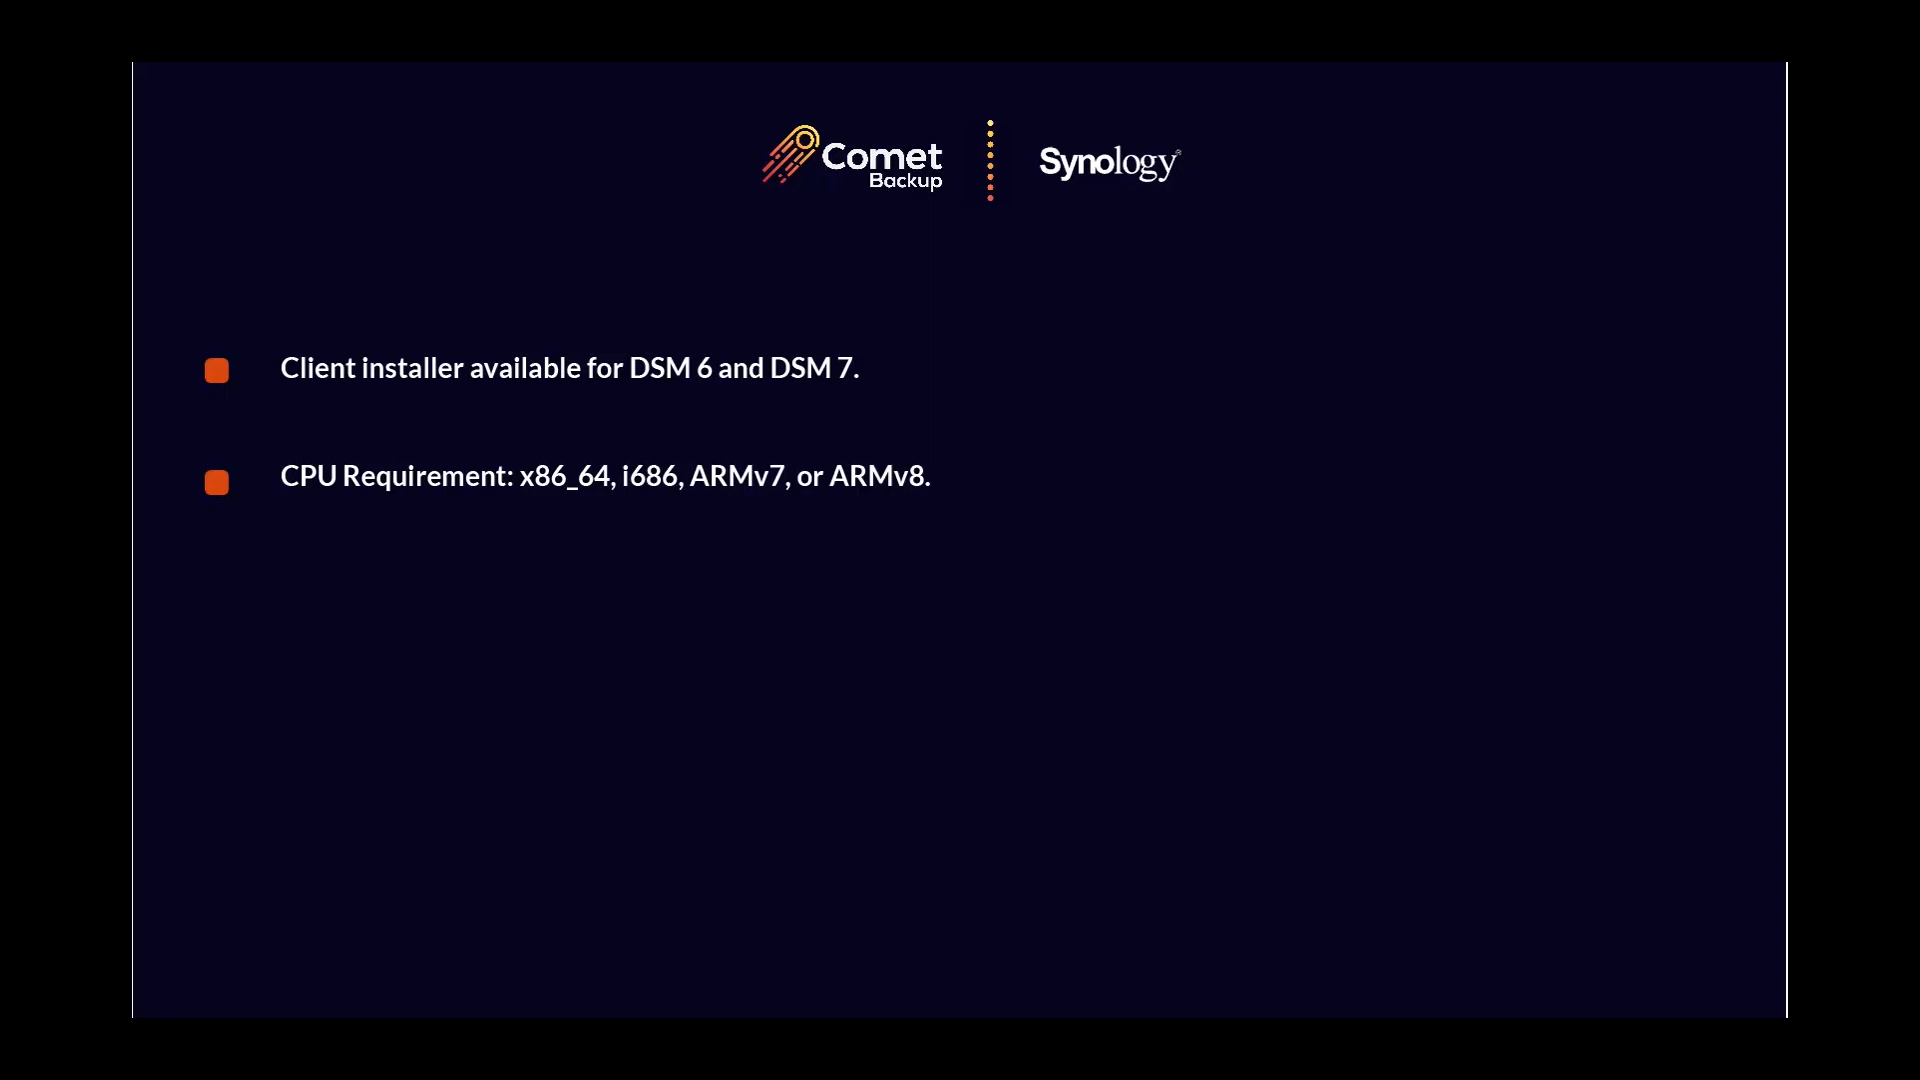 Comet
Backup
Synology®
Client installer available for DSM 6 and DSM 7.
CPU Requirement: x86_64, i686, ARMv7, or ARMv8.